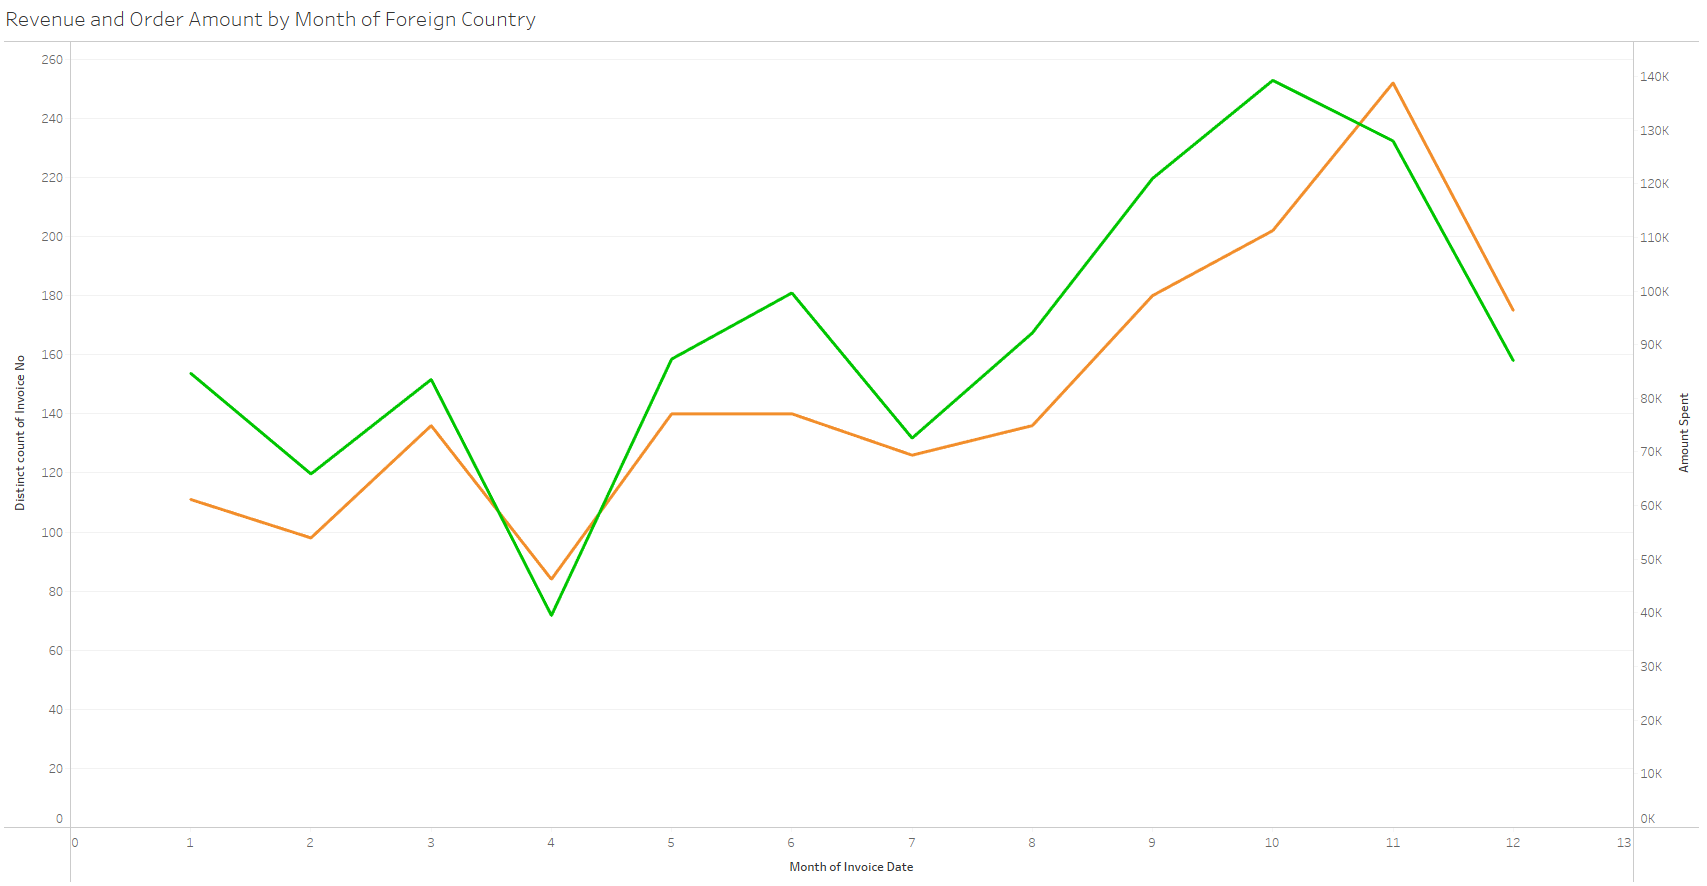 Revenue and Order Amount by Month of Foreign Country
260
240
220
200
180
160
140
120
100
80
60
40
20
0
Distinct count of Invoice No
140K
130K
120K
110K
100K
90K
80K
70K
60K
50K
40K
30K
20K
10K
0K
Amount Spent
0 1 2 3 4 5 6 7 8 9 10 11 12 13
Month of Invoice Date